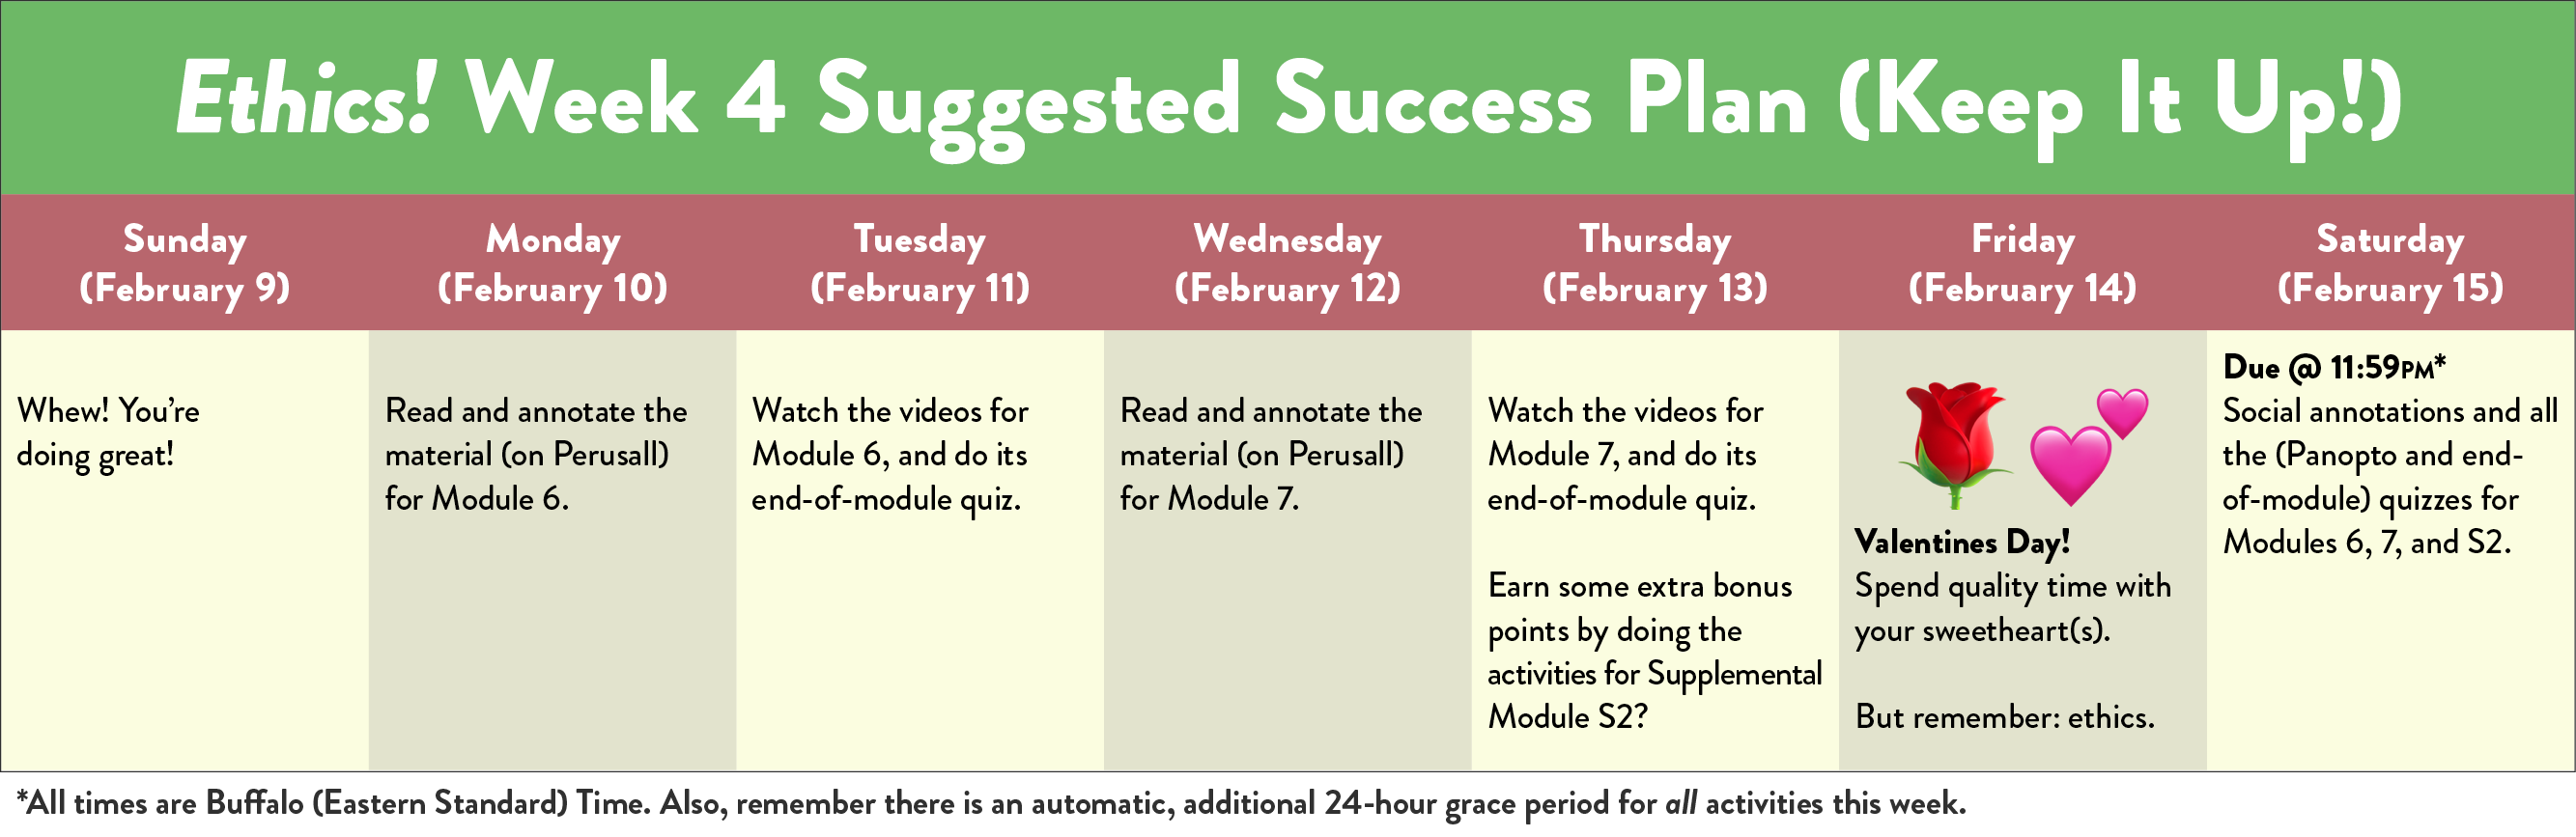 Ethics! Week 4 Suggested Success Plan (Keep It Up!)
Sunday
(February 9)
Monday
(February 10)
Tuesday
(February 11)
Wednesday
(February 12)
Thursday
(February 13)
Friday
(February 14)
Saturday
(February 15)
Whew! You’re
doing great!
Read and annotate the
material (on Perusall)
for Module 6.
Watch the videos for
Module 6, and do its
end-of-module quiz.
Read and annotate the
material (on Perusall)
for Module 7.
Watch the videos for
Module 7, and do its
end-of-module quiz.
Earn some extra bonus
points by doing the
activities for Supplemental
Module S2?
Valentines Day!
Spend quality time with
your sweetheart(s).
But remember: ethics.
Due @ 11:59PM*
Social annotations and all
the (Panopto and end-
of-module) quizzes for
Modules 6, 7, and S2.
*All times are Buffalo (Eastern Standard) Time. Also, remember there is an automatic, additional 24-hour grace period for all activities this week.